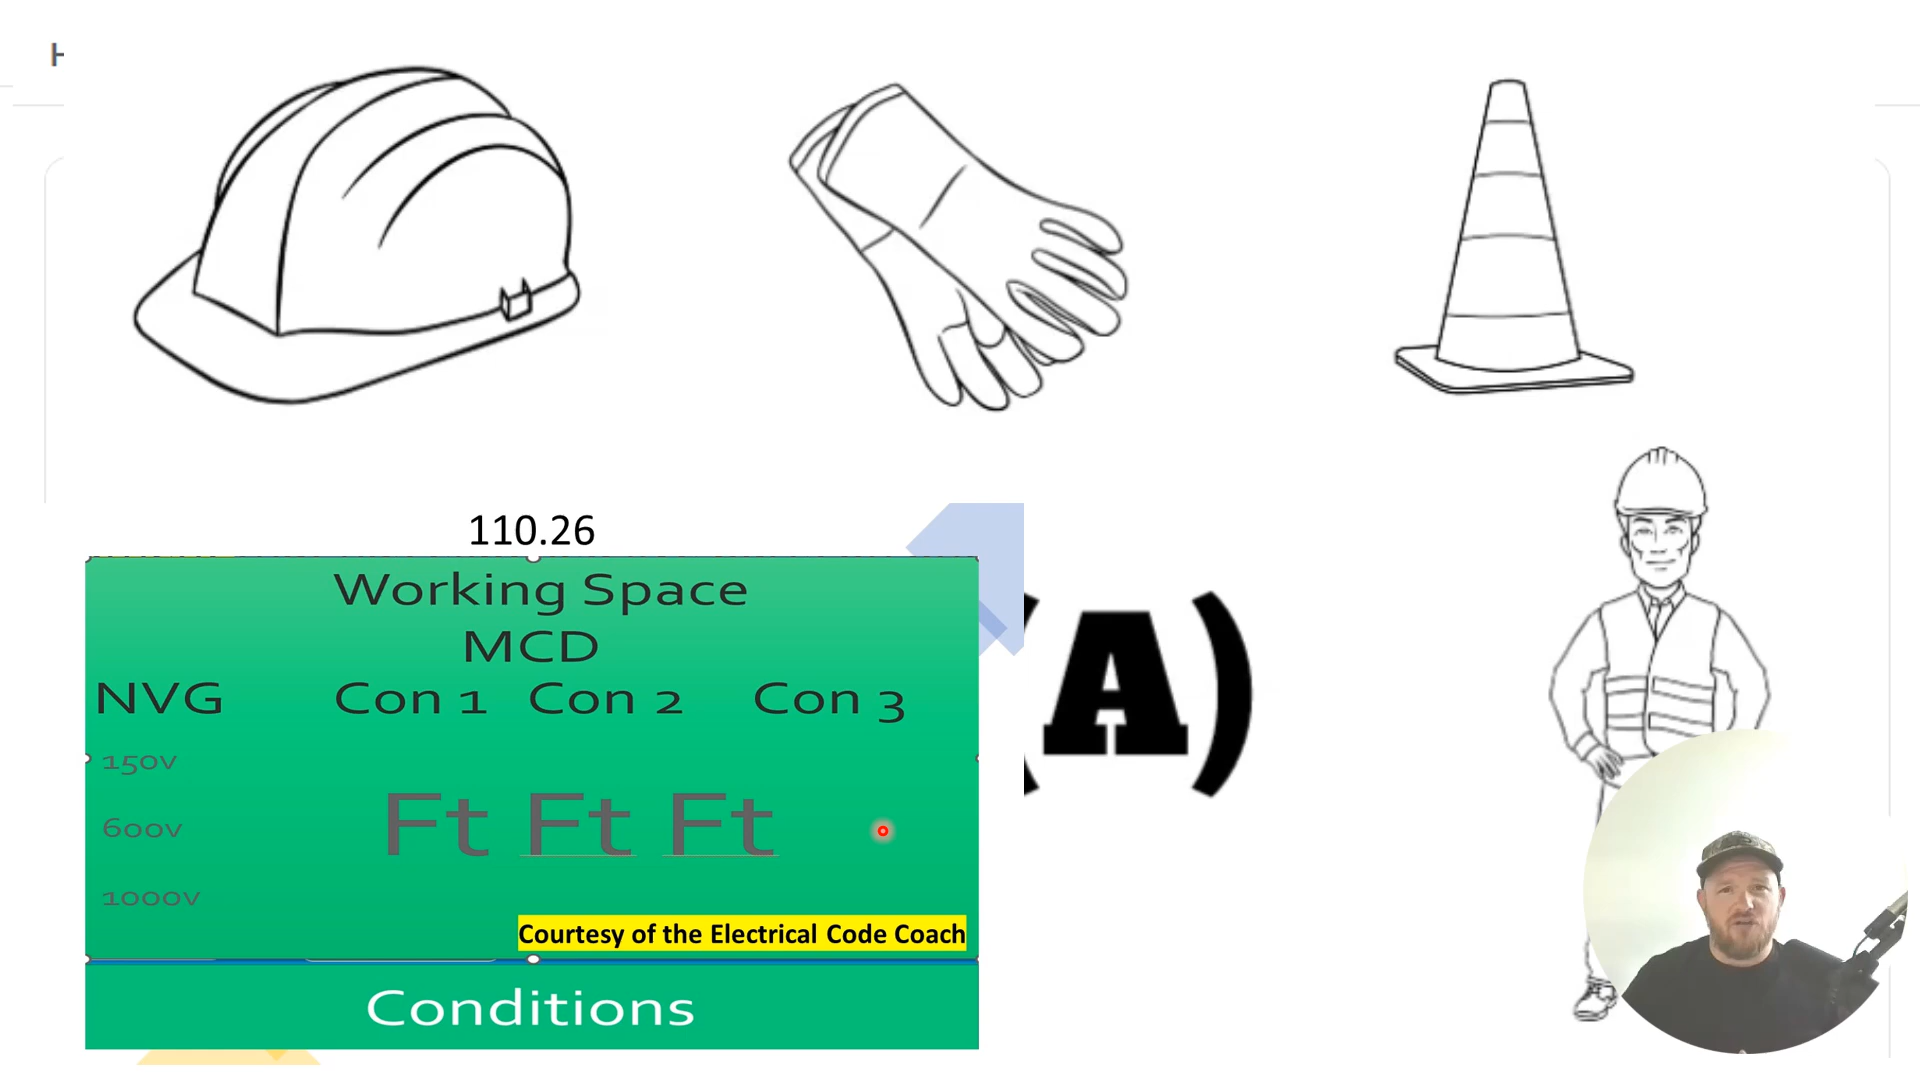 H
110.26
Working Space
MCD
NVG Con 1 Con 2 Con 3
150v
600v
Ft Ft Ft
1000v
Courtesy of the Electrical Code Coach
Conditions
(A)